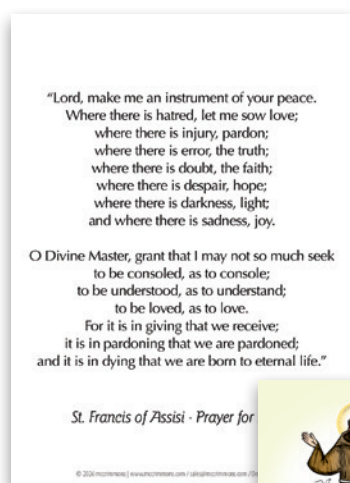 “Lord, make me an instrument of your peace.
Where there is hatred, let me sow love;
where there is injury, pardon;
where there is error, the truth;
where there is doubt, the faith;
where there is despair, hope;
where there is darkness, light;
and where there is sadness, joy.
O Divine Master, grant that I may not so much seek
to be consoled, as to console;
to be understood, as to understand;
to be loved, as to love.
For it is in giving that we receive;
it is in pardoning that we are pardoned;
and it is in dying that we are born to eternal life.”
St. Francis of Assisi - Prayer for